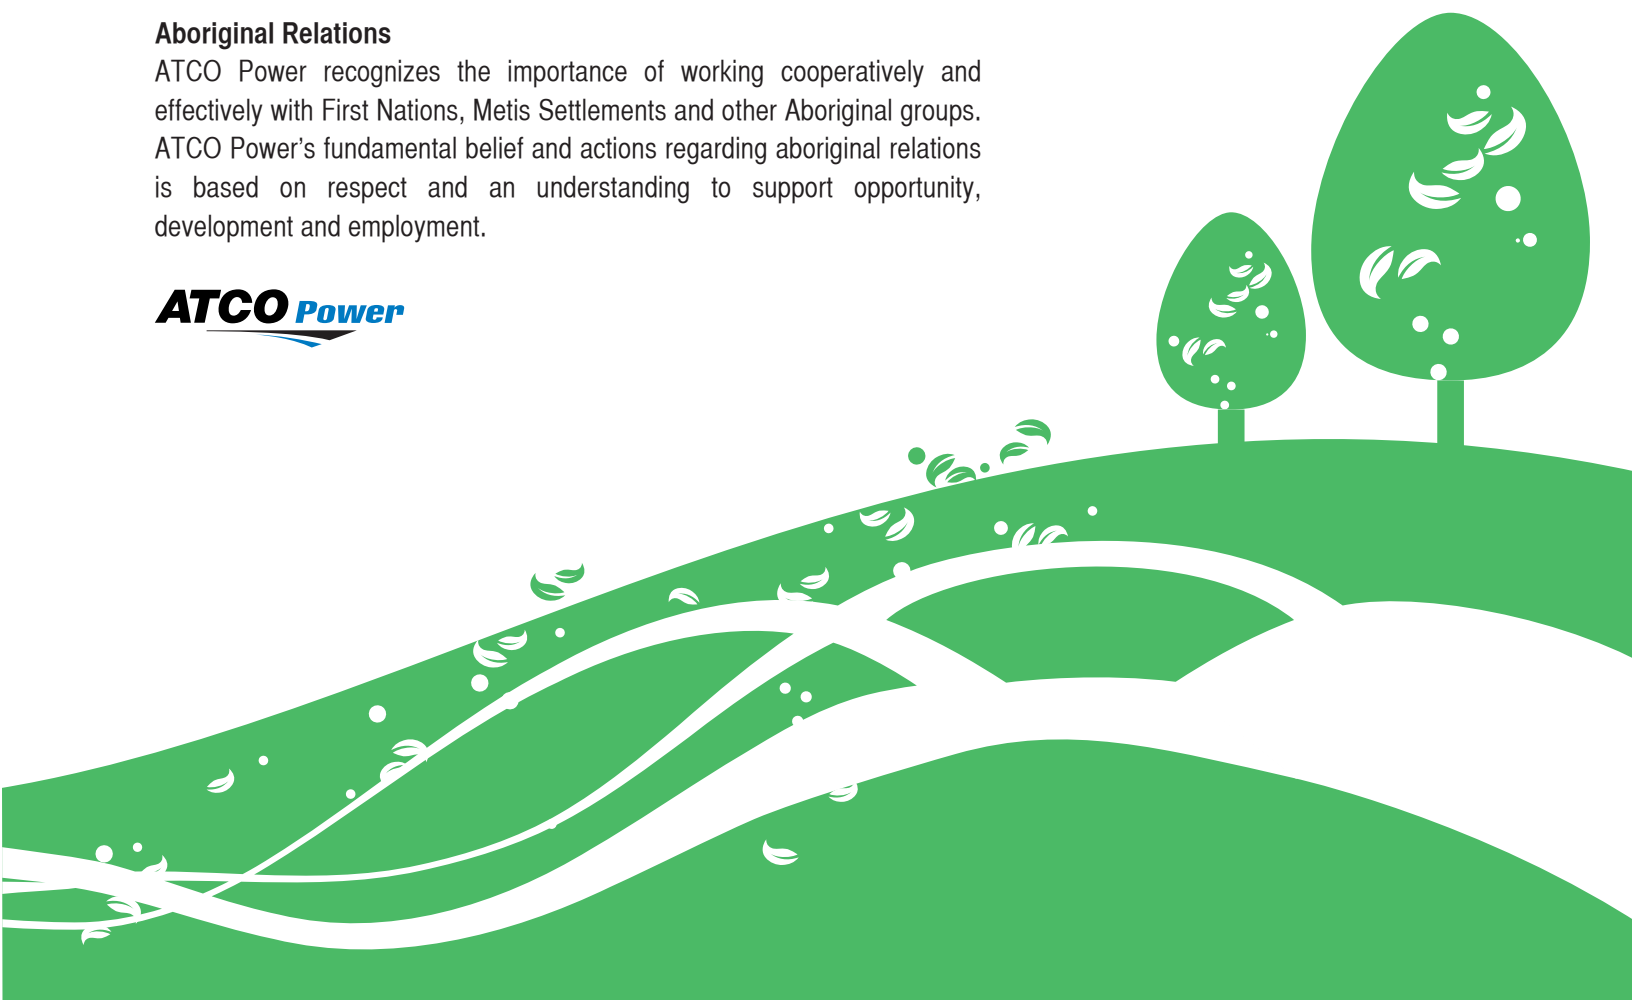 Aboriginal Relations
ATCO Power recognizes the importance of working cooperatively and
effectively with First Nations, Metis Settlements and other Aboriginal groups.
ATCO Power’s fundamental belief and actions regarding aboriginal relations
is based on respect and an understanding to support opportunity,
development and employment.
ATCO Power